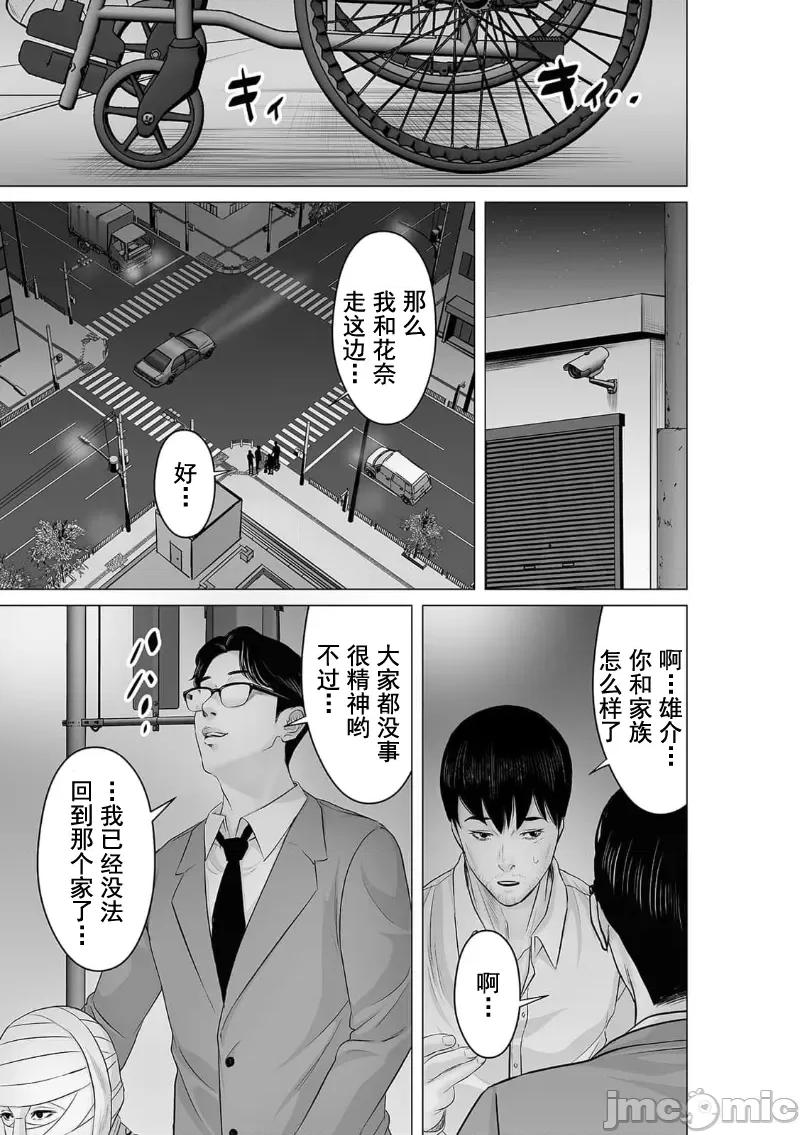 キィ
キィ・・
那么
我和花奈
走这边…
好…
啊…雄介
你和家族
怎么样了
啊…
大家都没事
很精神哟
不过…
…我已经没法
回到那个家了…
jmcomic